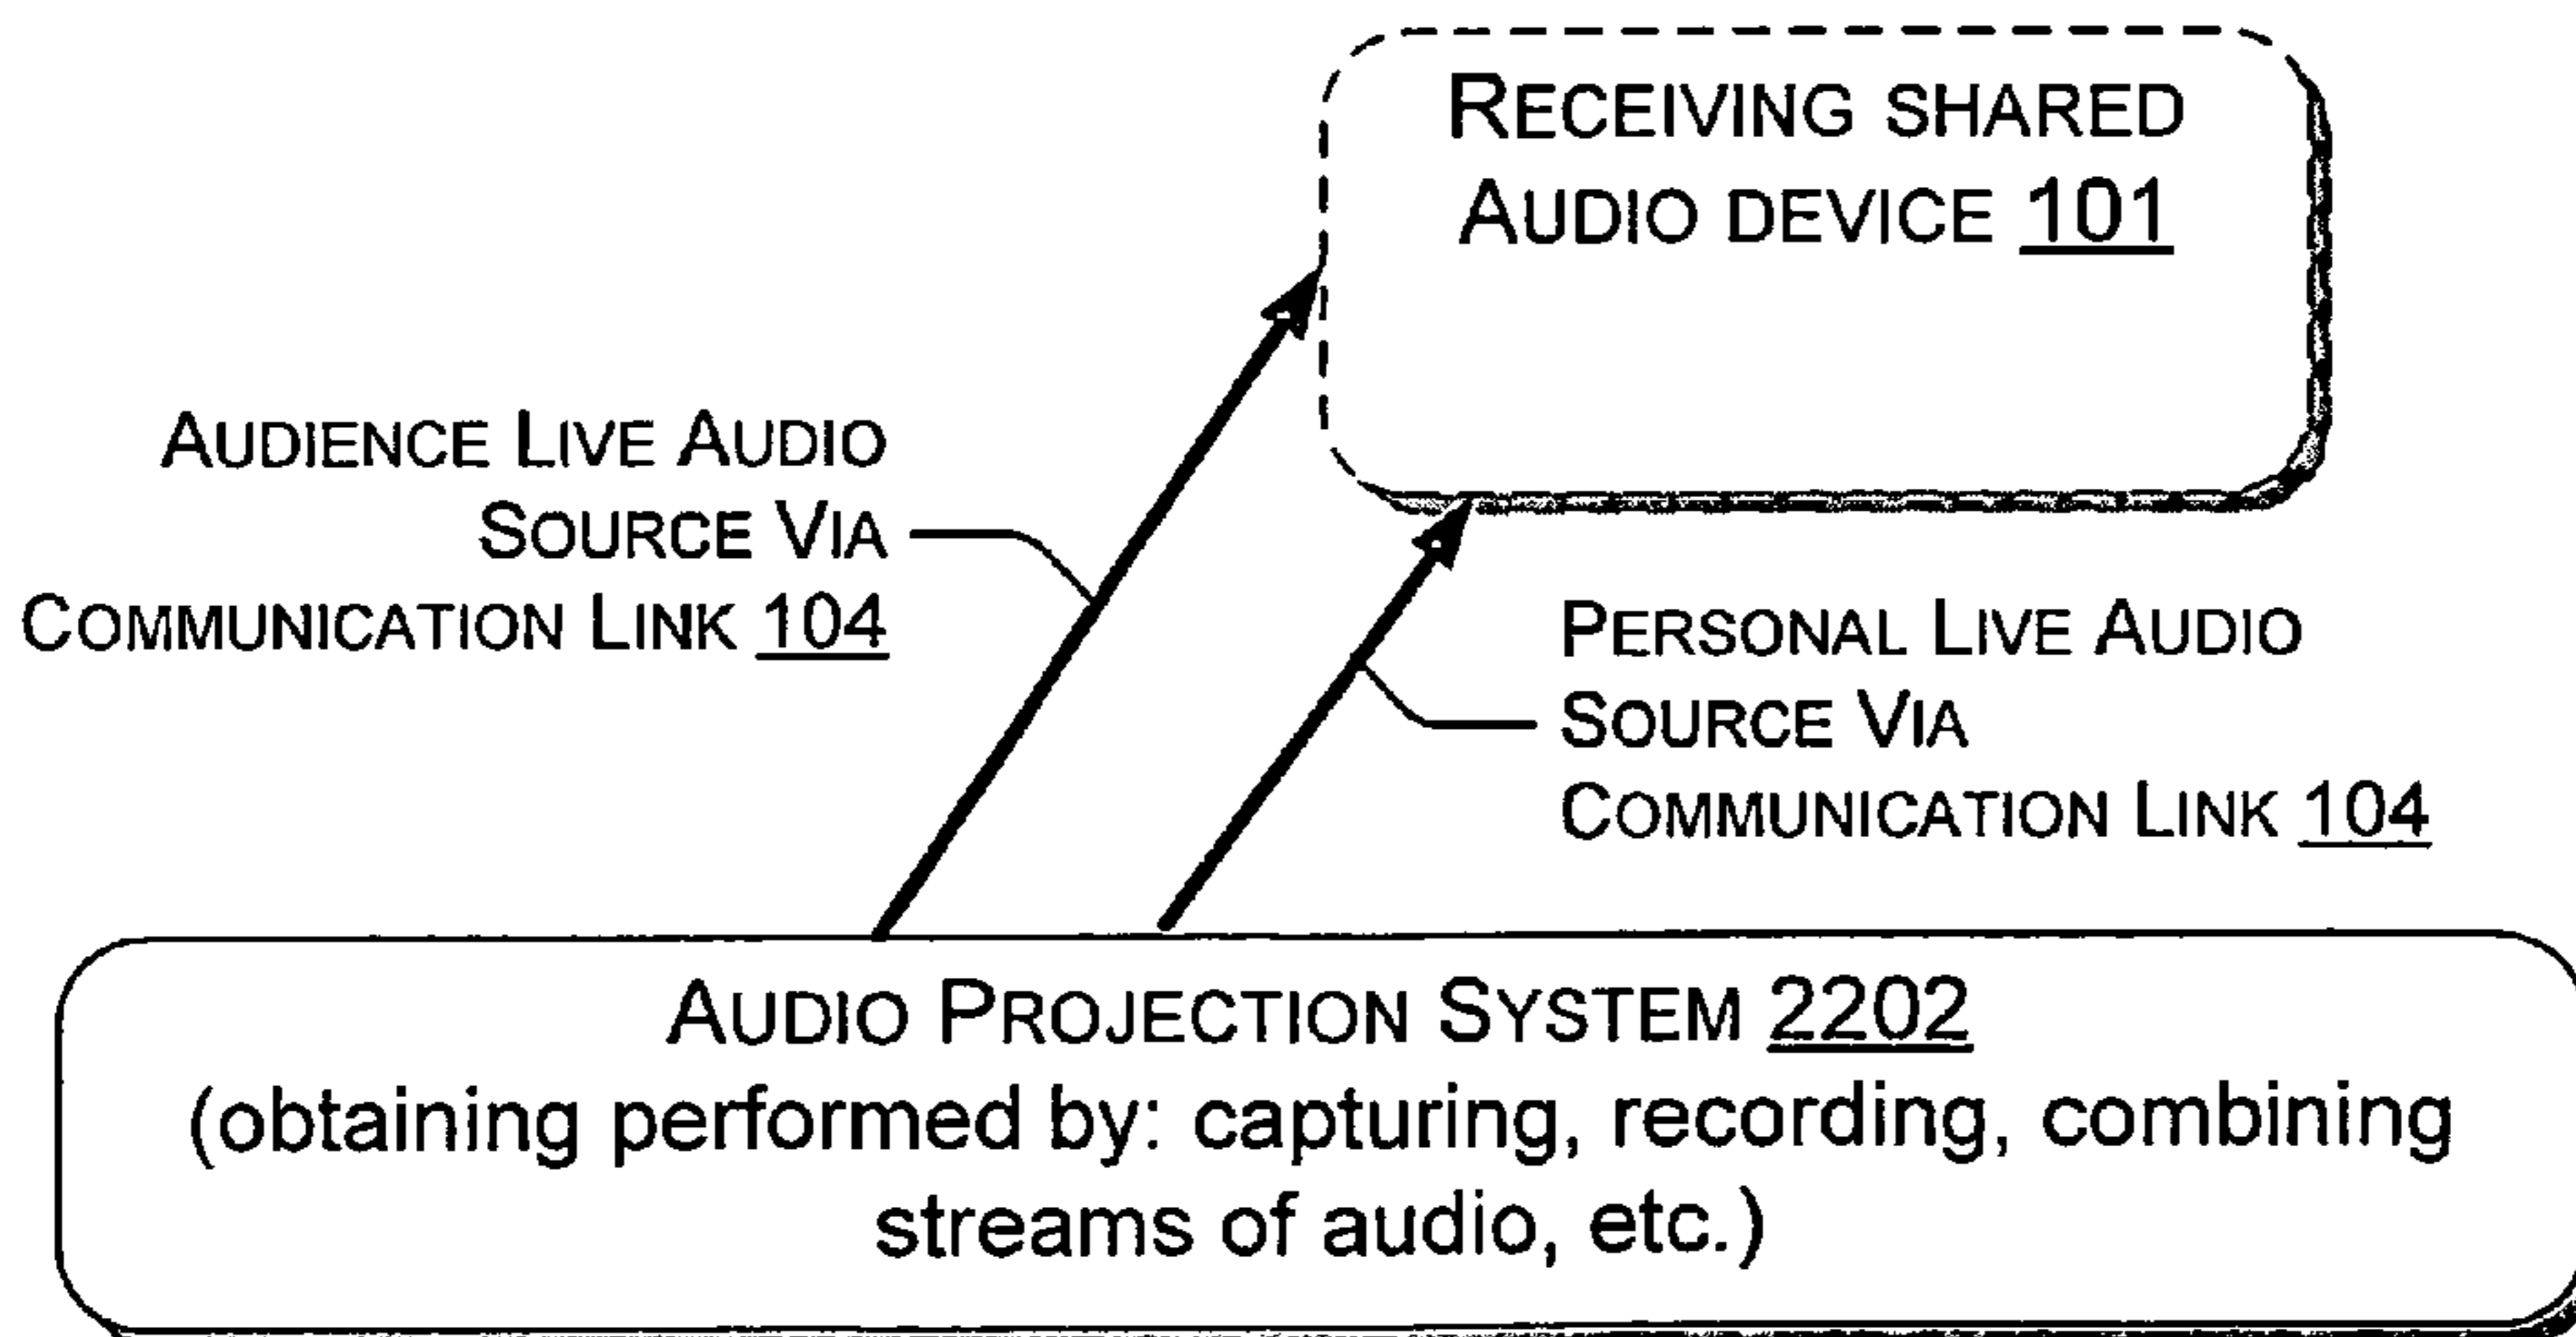 RECEIVING SHARED
AUDIO DEVICE 101
AUDIENCE LIVE AUDIO
SOURCE VIA
COMMUNICATION LINK 104
PERSONAL LIVE AUDIO
SOURCE VIA
COMMUNICATION LINK 104
AUDIO PROJECTION SYSTEM 2202
(obtaining performed by: capturing, recording, combining
streams of audio, etc.)